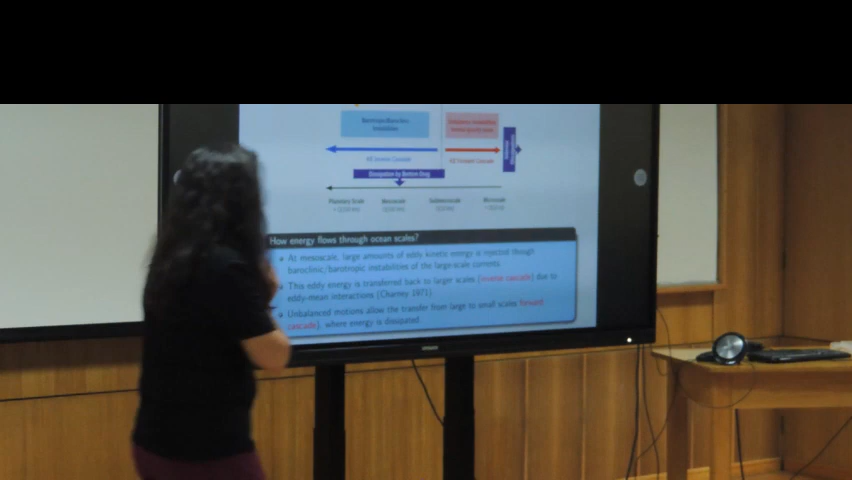 Barotropic/Baroclinic
Instabilities
KE Inverse Cascade
KE Forward Cascade
Dissipation by Bottom Drag
Planetary Scale
Mesoscale
Submesoscale
Microscale
How energy flows through ocean scales?
At mesoscale, large amounts of eddy kinetic energy is injected though
baroclinic/barotropic instabilities of the large-scale currents.
This eddy energy is transferred back to larger scales (inverse cascade) due to
eddy-mean interactions (Charney 1971)
Unbalanced motions allow the transfer from large to small scales forward
cascade), where energy is dissipated.